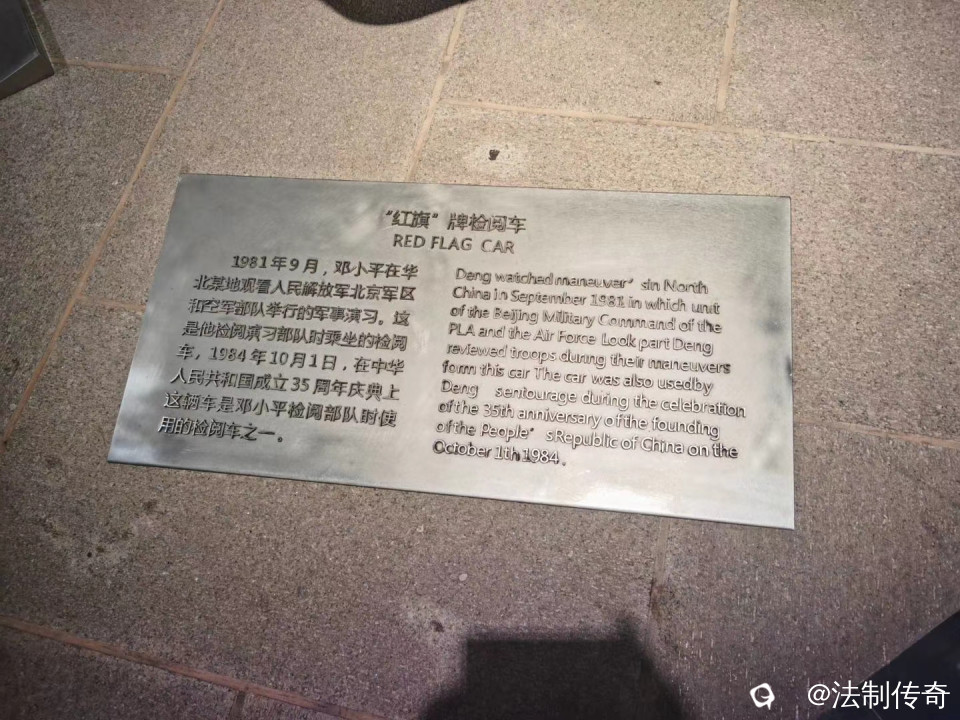 “红旗”牌检阅车
RED FLAG CAR
1981年9月，邓小平在华
北某地观看人民解放军北京军区
和空军部队举行的军事演习。这
是他检阅演习部队时乘坐的检阅
车，1984年10月1日，在中华
人民共和国成立35周年庆典上
这辆车是邓小平检阅部队时使
用的检阅车之一。
Deng watched maneuver’sin North
China in September 1981 in which unit
of the Beijing Military Command of the
PLA and the Air Force Look part Deng
reviewed troops during their maneuvers
form this car The car was also usedby
Deng sentourage during the celebration
of the 35th anniversary of the founding
of the People’sRepublic of China on the
October 1th1984.
@法制传奇